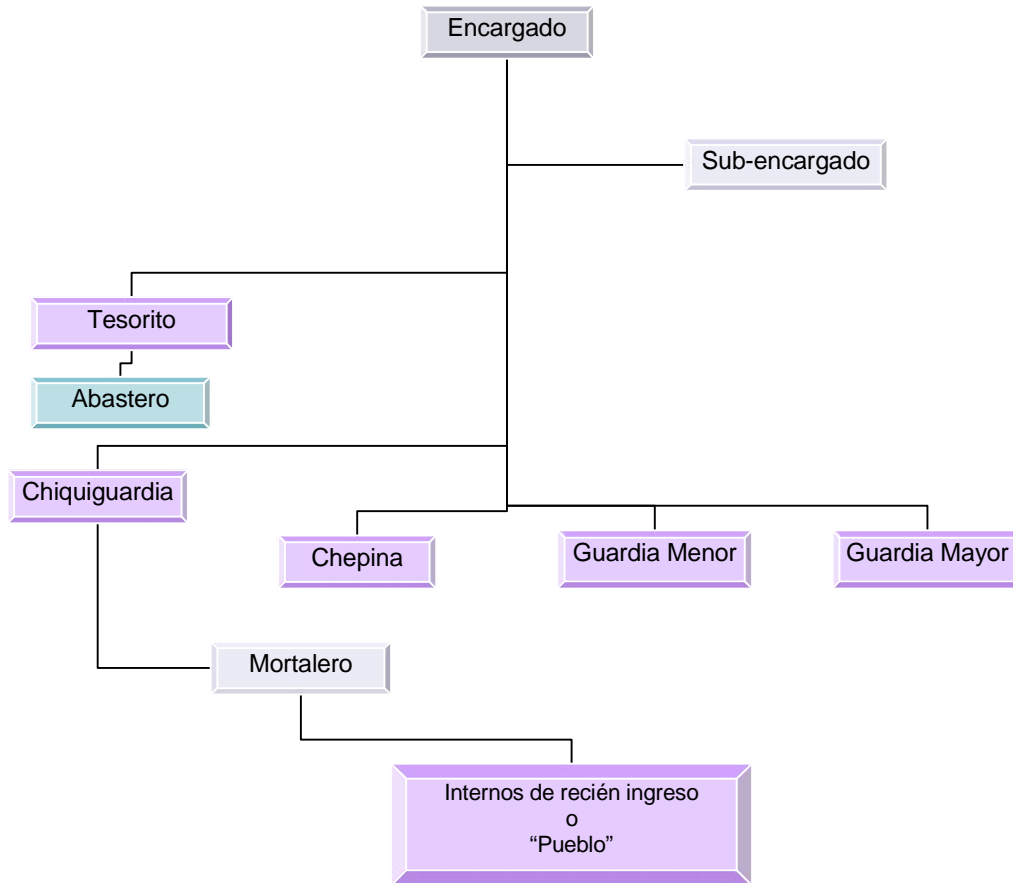 Encargado
Sub-encargado
Tesorito
Abastero
Chiquiguardia
Chepina
Guardia Menor
Guardia Mayor
Mortalero
Internos de recién ingreso
o
“Pueblo”